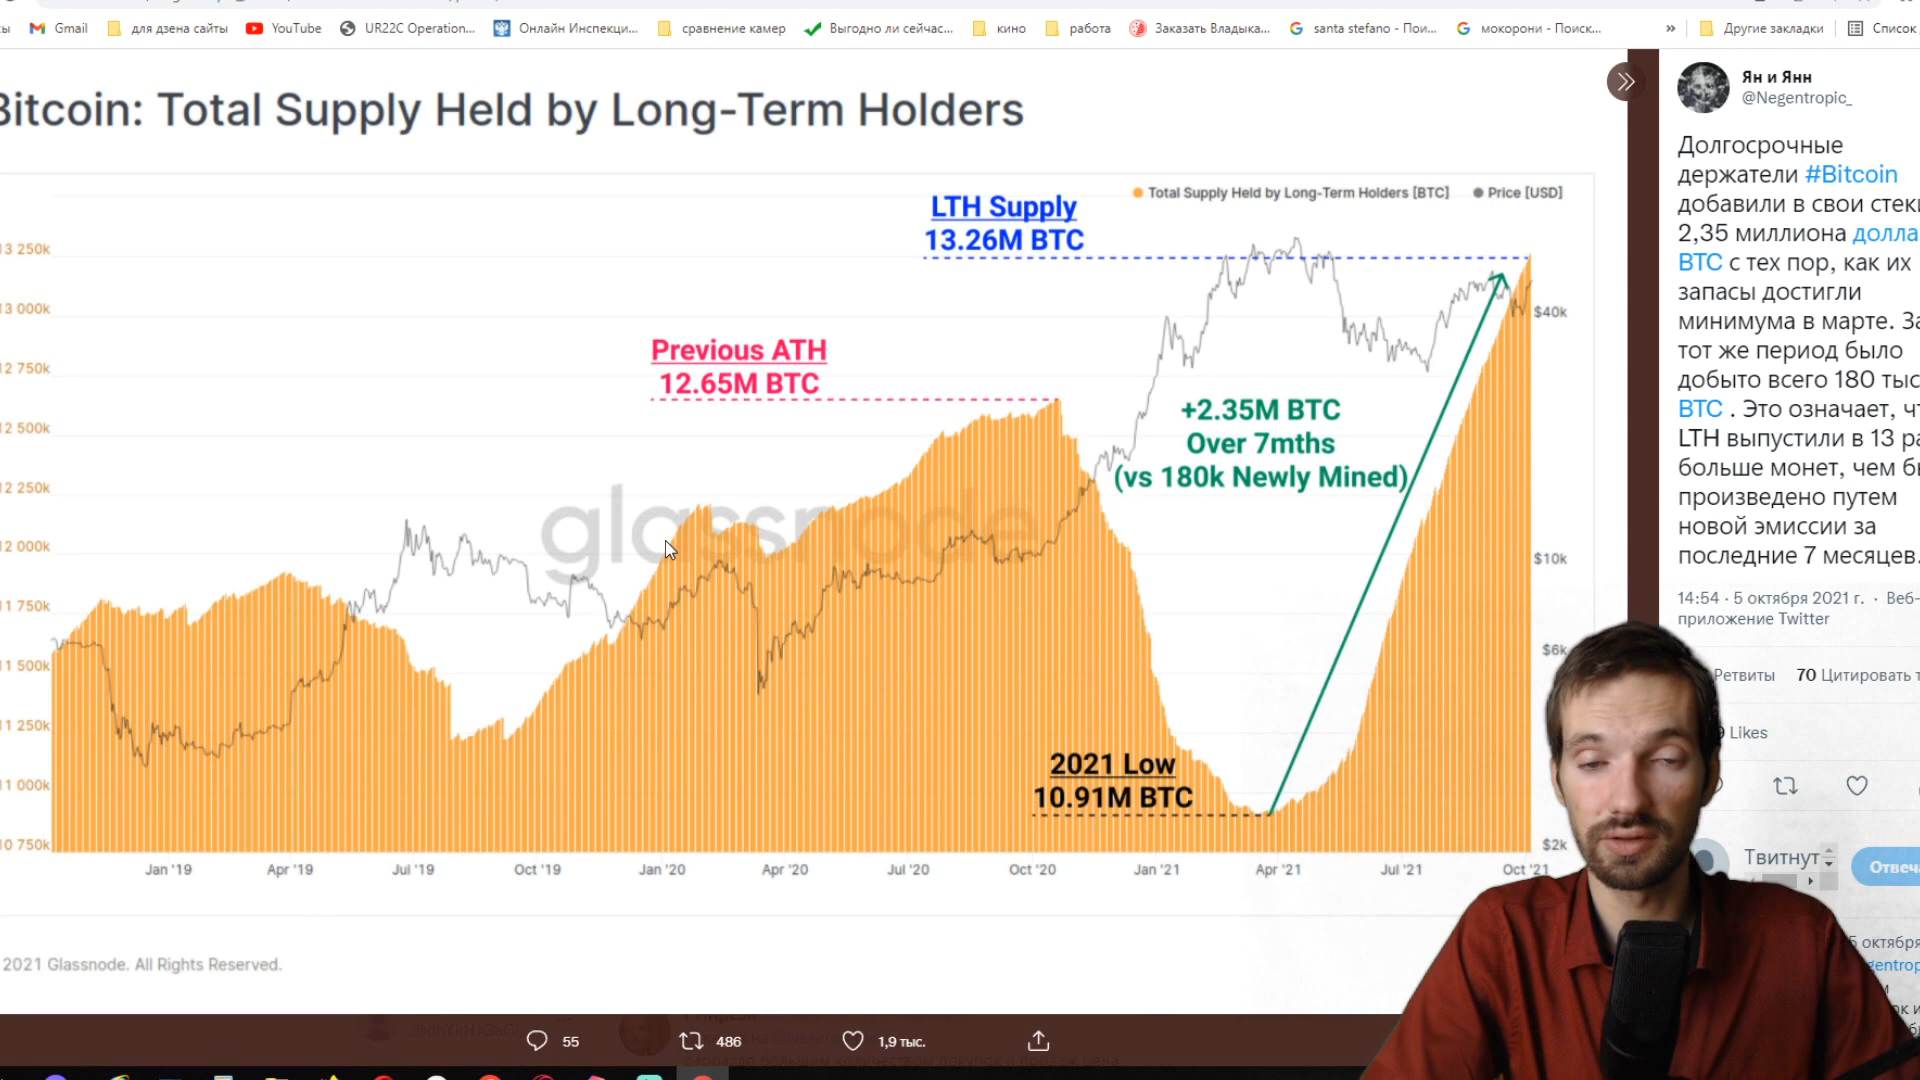 Gmail
для дзена сайты
YouTube
UR22C Operation...
Онлайн Инспекци...
сравнение камер
Выгодно ли сейчас...
кино
работа
Заказать Владыка...
santa stefano - Пои...
мокорони - Поиск...
»
Другие закладки
Список
Bitcoin: Total Supply Held by Long-Term Holders
Total Supply Held by Long-Term Holders [BTC]
Price [USD]
LTH Supply
13.26M BTC
Previous ATH
12.65M BTC
+2.35M BTC
Over 7mths
(vs 180k Newly Mined)
2021 Low
10.91M BTC
glassnode
13 250k
13 000k
12 750k
12 500k
12 250k
12 000k
11 750k
11 500k
11 250k
11 000k
10 750k
$40k
$10k
$6k
$2k
Jan '19
Apr '19
Jul '19
Oct '19
Jan '20
Apr '20
Jul '20
Oct '20
Jan '21
Apr '21
Jul '21
Oct '21
2021 Glassnode. All Rights Reserved.
55
486
1,9 тыс.
Ян и Янн
@Negentropic_
Долгосрочные
держатели #Bitcoin
добавили в свои стеки
2,35 миллиона долла
BTC с тех пор, как их
запасы достигли
минимума в марте. За
тот же период было
добыто всего 180 тыс
BTC . Это означает, чт
LTH выпустили в 13 ра
больше монет, чем бы
произведено путем
новой эмиссии за
последние 7 месяцев.
14:54 · 5 октября 2021 г. · Веб-
приложение Twitter
Ретвиты
70 Цитировать т
Likes
Твитнут
Отвеча
5 октября